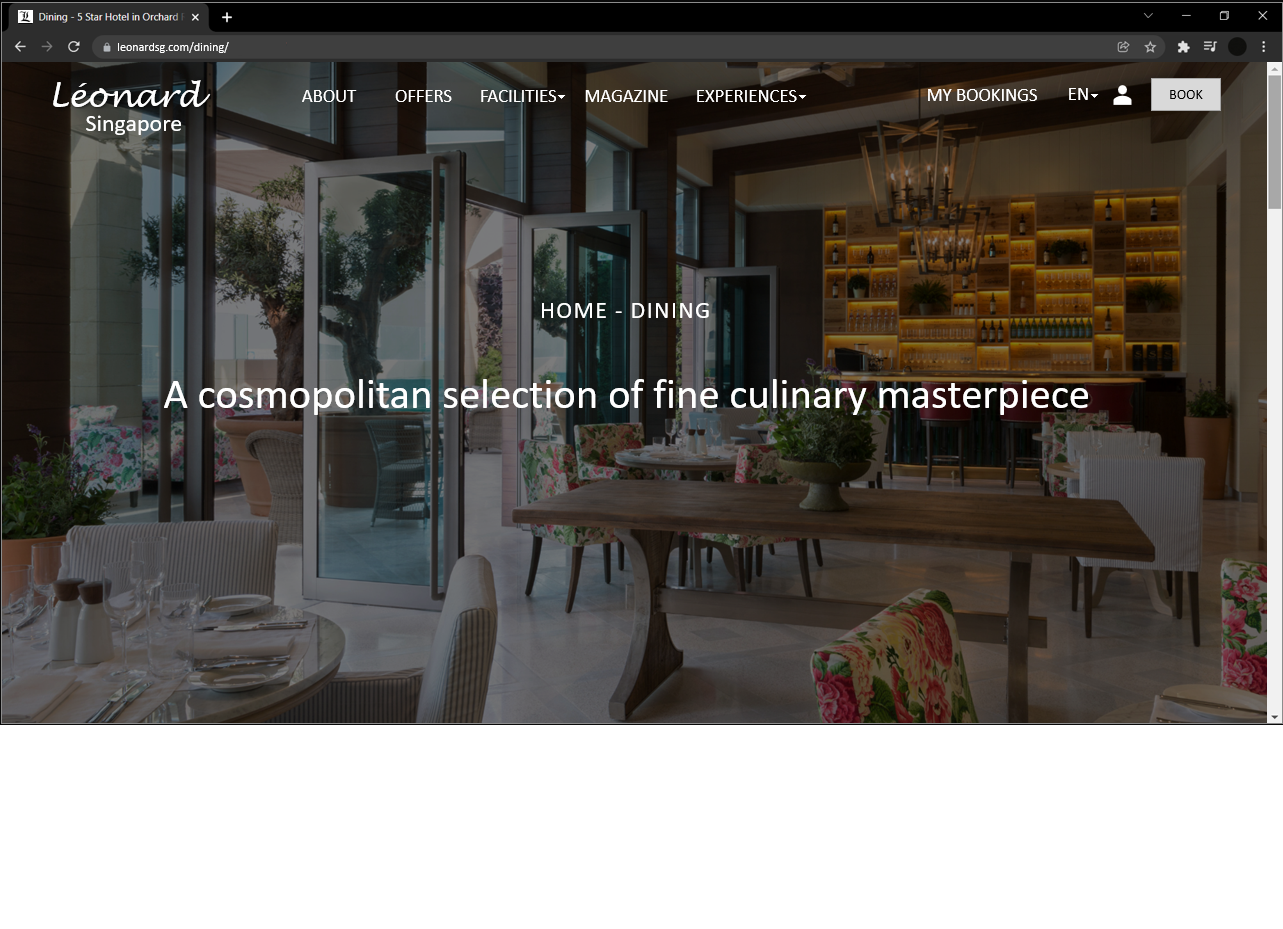 Dining - 5 Star Hotel in Orchard
leonardsg.com/dining/
Léonard
Singapore
ABOUT
OFFERS
FACILITIES
MAGAZINE
EXPERIENCES
MY BOOKINGS
EN
BOOK
HOME - DINING
A cosmopolitan selection of fine culinary masterpiece